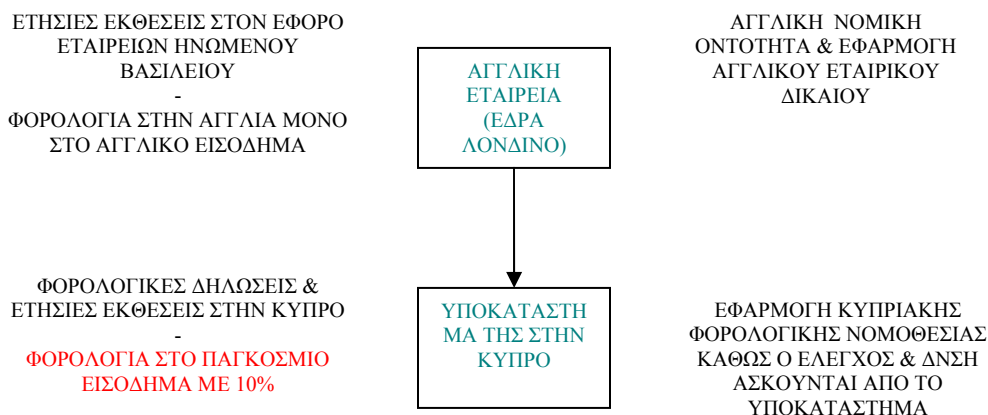 ΕΤΗΣΙΕΣ ΕΚΘΕΣΕΙΣ ΣΤΟΝ ΕΦΟΡΟ
ΕΤΑΙΡΕΙΩΝ ΗΝΩΜΕΝΟΥ
ΒΑΣΙΛΕΙΟΥ
-
ΦΟΡΟΛΟΓΙΑ ΣΤΗΝ ΑΓΓΛΙΑ ΜΟΝΟ
ΣΤΟ ΑΓΓΛΙΚΟ ΕΙΣΟΔΗΜΑ
ΑΓΓΛΙΚΗ
ΕΤΑΙΡΕΙΑ
(ΕΔΡΑ
ΛΟΝΔΙΝΟ)
ΑΓΓΛΙΚΗ ΝΟΜΙΚΗ
ΟΝΤΟΤΗΤΑ & ΕΦΑΡΜΟΓΗ
ΑΓΓΛΙΚΟΥ ΕΤΑΙΡΙΚΟΥ
ΔΙΚΑΙΟΥ
ΦΟΡΟΛΟΓΙΚΕΣ ΔΗΛΩΣΕΙΣ &
ΕΤΗΣΙΕΣ ΕΚΘΕΣΕΙΣ ΣΤΗΝ ΚΥΠΡΟ
-
ΦΟΡΟΛΟΓΙΑ ΣΤΟ ΠΑΓΚΟΣΜΙΟ
ΕΙΣΟΔΗΜΑ ΜΕ 10%
ΥΠΟΚΑΤΑΣΤΗ
ΜΑ ΤΗΣ ΣΤΗΝ
ΚΥΠΡΟ
ΕΦΑΡΜΟΓΗ ΚΥΠΡΙΑΚΗΣ
ΦΟΡΟΛΟΓΙΚΗΣ ΝΟΜΟΘΕΣΙΑΣ
ΚΑΘΩΣ Ο ΕΛΕΓΧΟΣ & ΔΝΣΗ
ΑΣΚΟΥΝΤΑΙ ΑΠΟ ΤΟ
ΥΠΟΚΑΤΑΣΤΗΜΑ